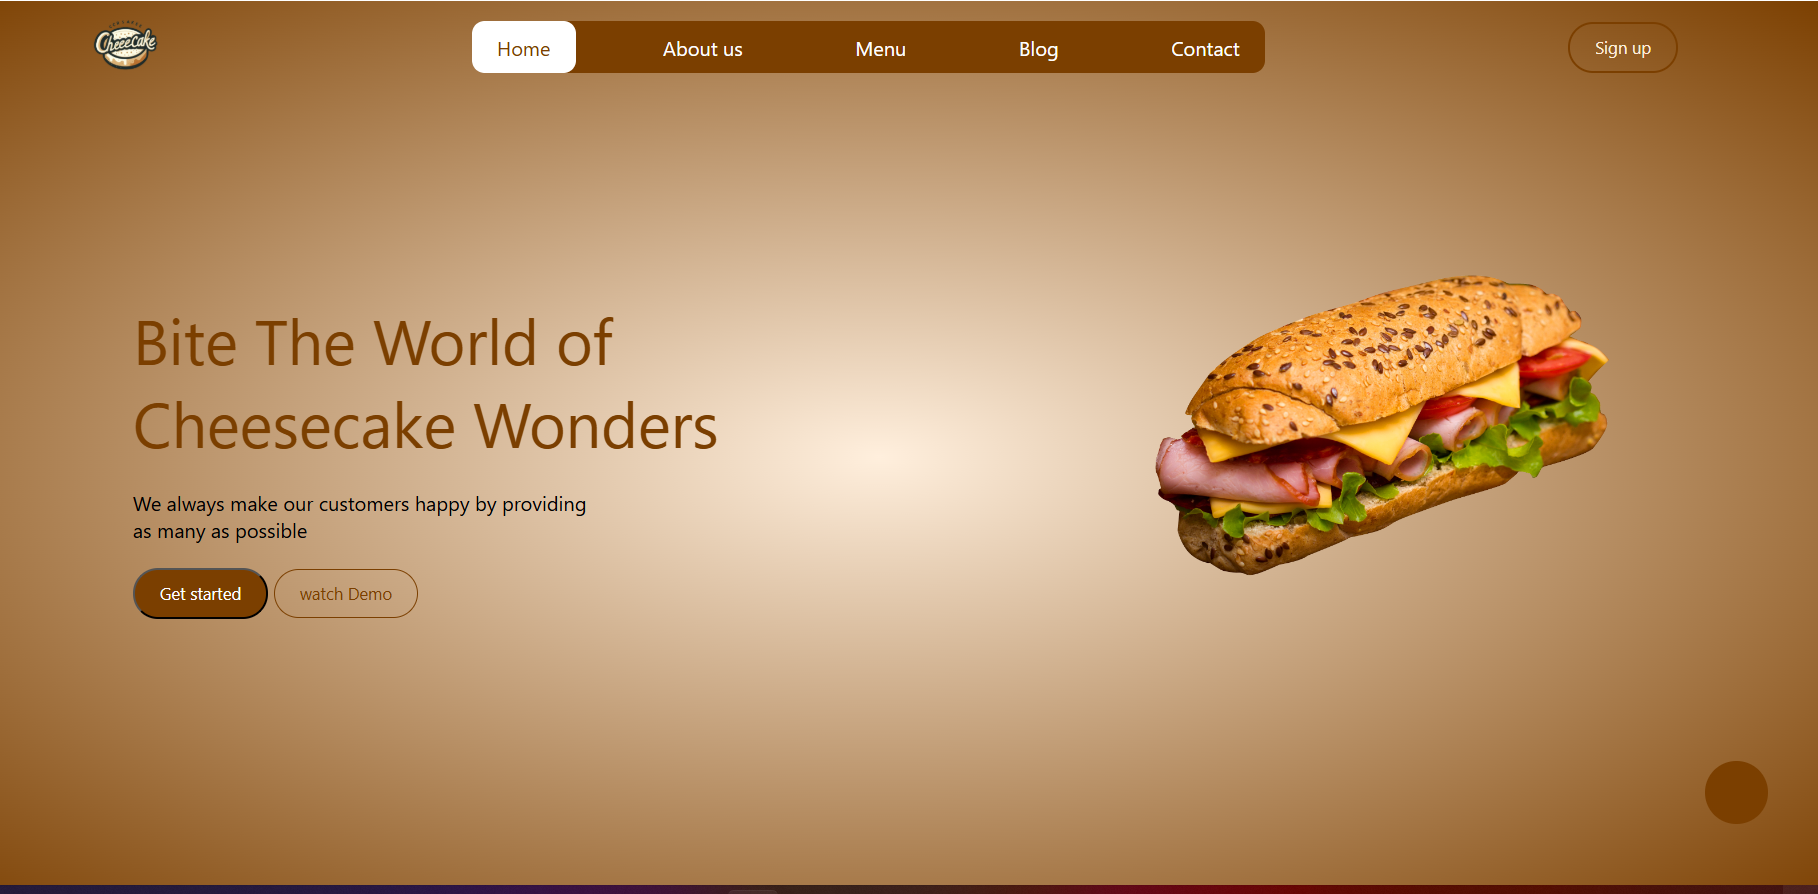 Cheeecake
Home
About us
Menu
Blog
Contact
Sign up
Bite The World of
Cheesecake Wonders
We always make our customers happy by providing
as many as possible
Get started
watch Demo